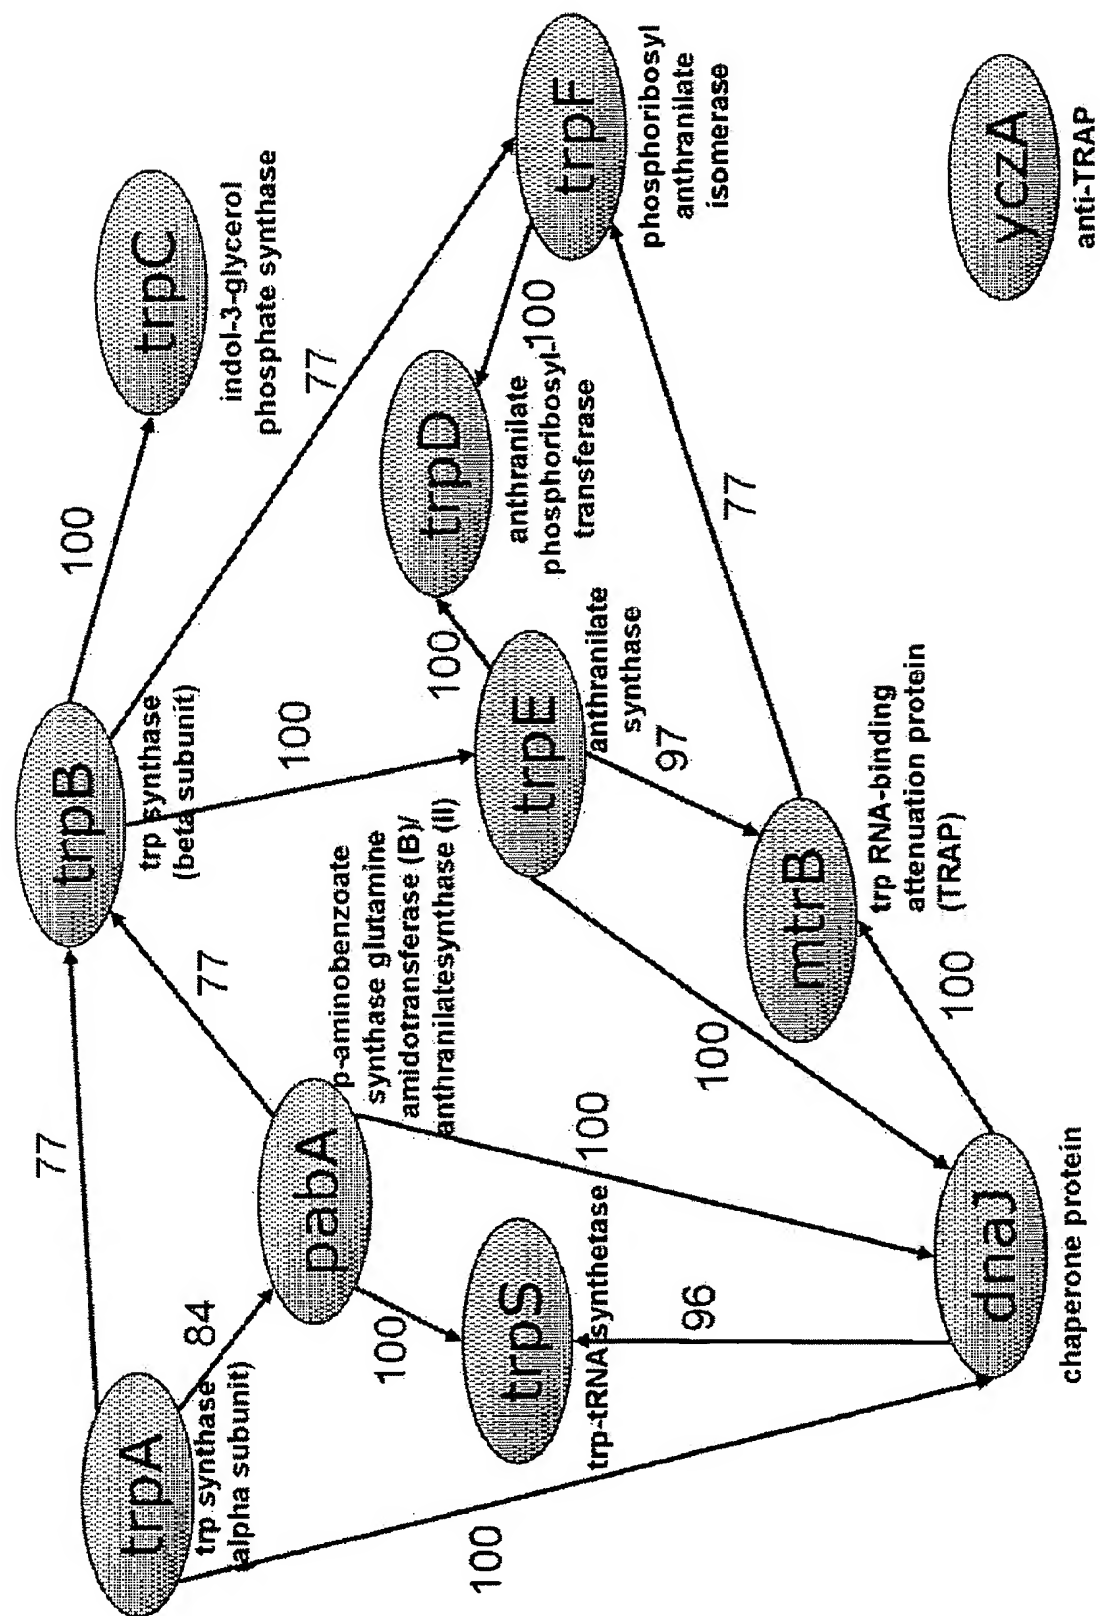 trpA
trp synthase
(alpha subunit)
77
84
100
trpB
trp synthase
(beta subunit)
100
77
100
trpC
indol-3-glycerol
phosphate synthase
pabA
p-aminobenzoate
synthase glutamine
amidotransferase (B)/
anthranilatesynthase (II)
77
100
100
trpS
trp-tRNA synthetase
96
trpE
anthranilate
synthase
100
97
100
trpD
anthranilate
phosphoribosyl-
transferase
100
trpF
phosphoribosyl
anthranilate
isomerase
77
mtrB
trp RNA-binding
attenuation protein
(TRAP)
100
dnaJ
chaperone protein
yczA
anti-TRAP